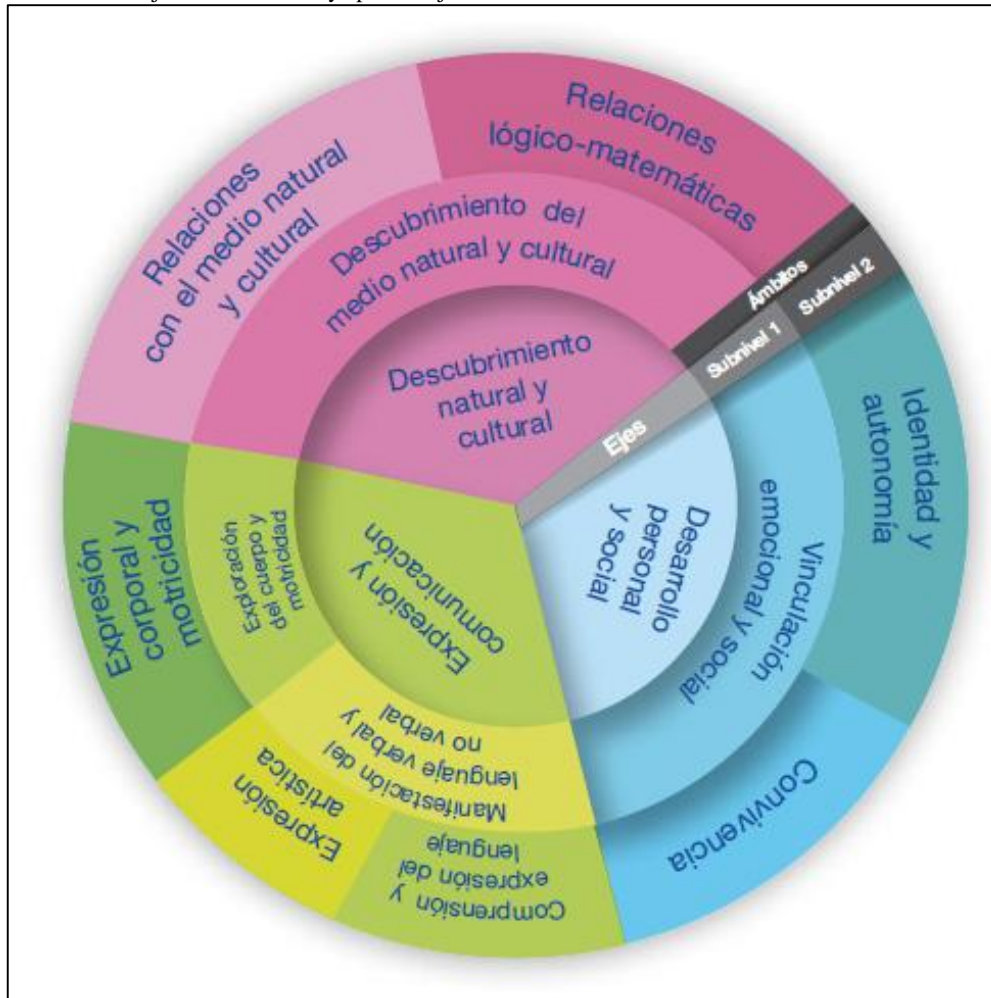 Relaciones
lógico-matemáticas
Relaciones
con el medio natural
y cultural
Descubrimiento del
medio natural y cultural
Descubrimiento
natural y
cultural
Ámbitos
Subnivel 2
Subnivel 1
Ejes
Identidad y
autonomía
Vinculación
emocional y social
Desarrollo
personal
y social
Convivencia
Expresión y
comunicación
Exploración
del cuerpo y
motricidad
Expresión
corporal y
motricidad
Manifestación del
lenguaje verbal y
no verbal
Expresión
artística
Comprensión y
expresión del
lenguaje